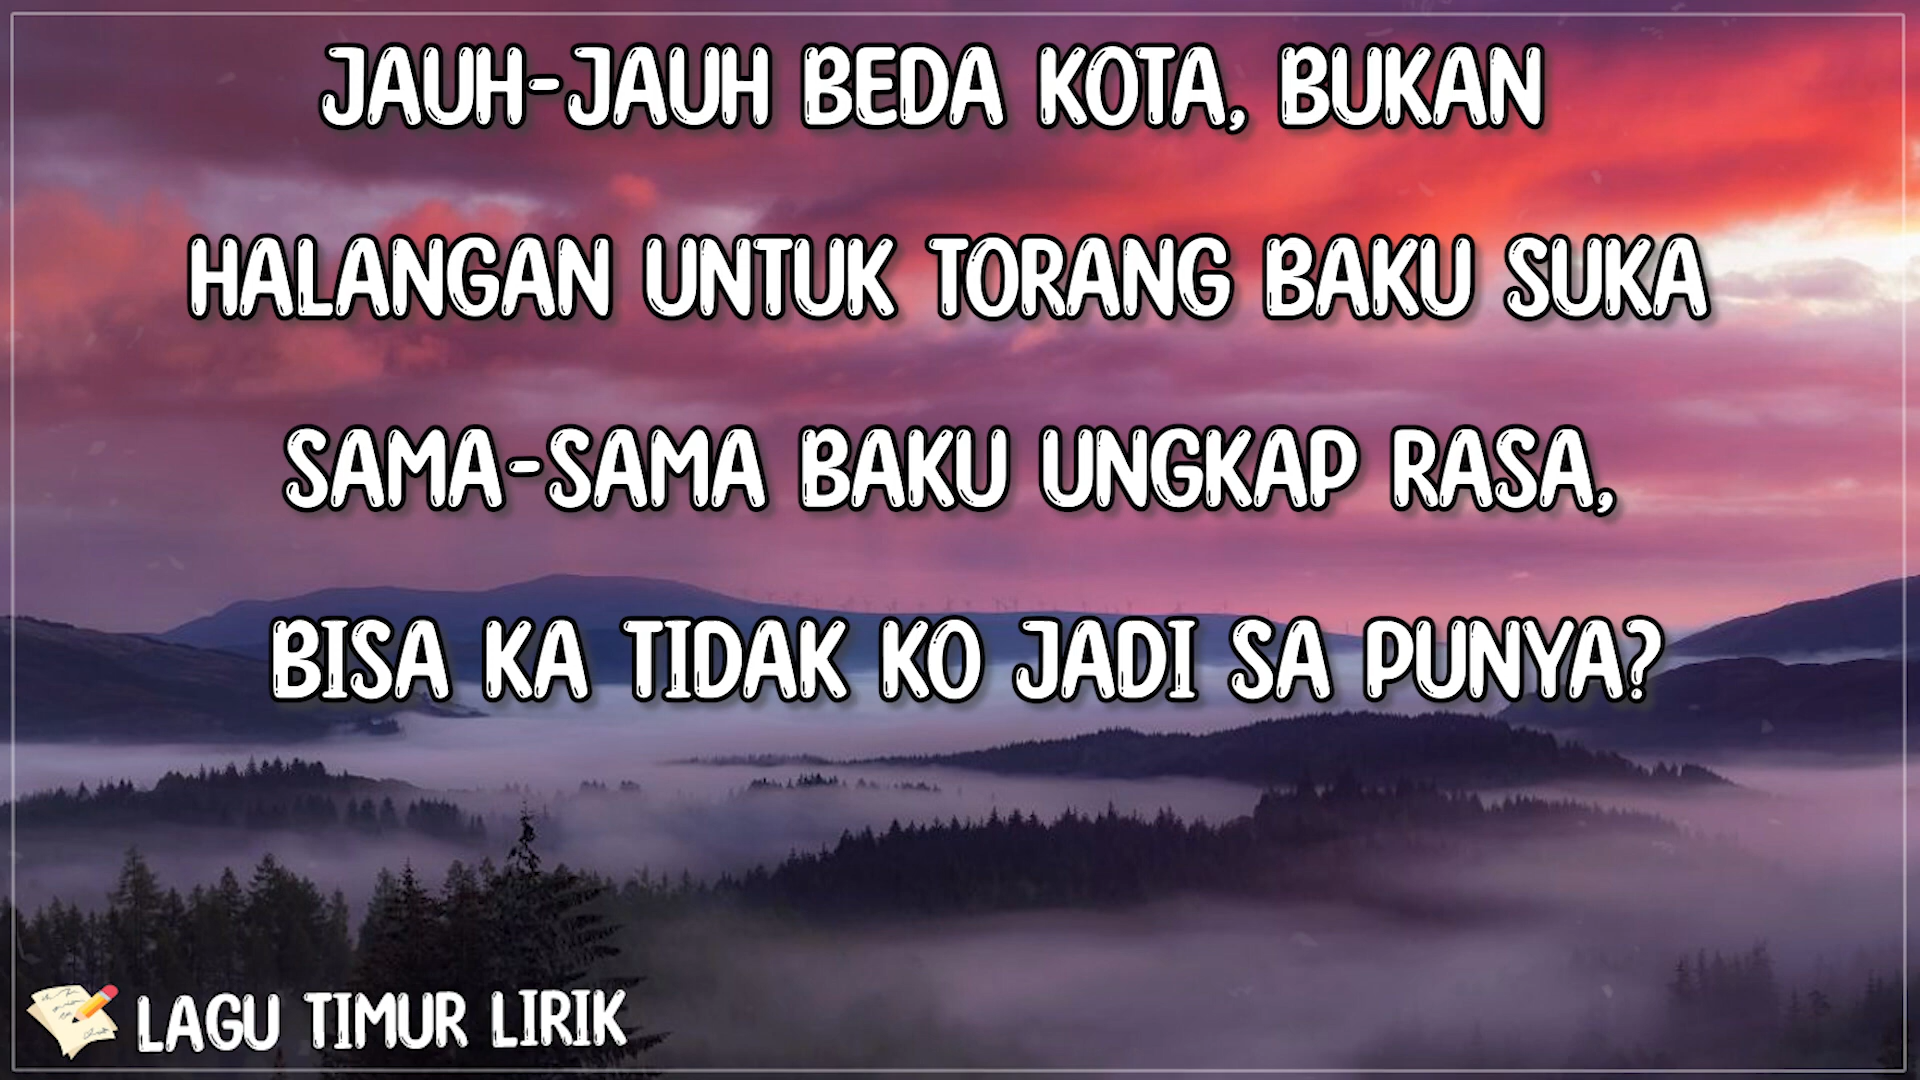 JAUH-JAUH BEDA KOTA, BUKAN
HALANGAN UNTUK TORANG BAKU SUKA
SAMA-SAMA BAKU UNGKAP RASA,
BISA KA TIDAK KO JADI SA PUNYA?
LAGU TIMUR LIRIK